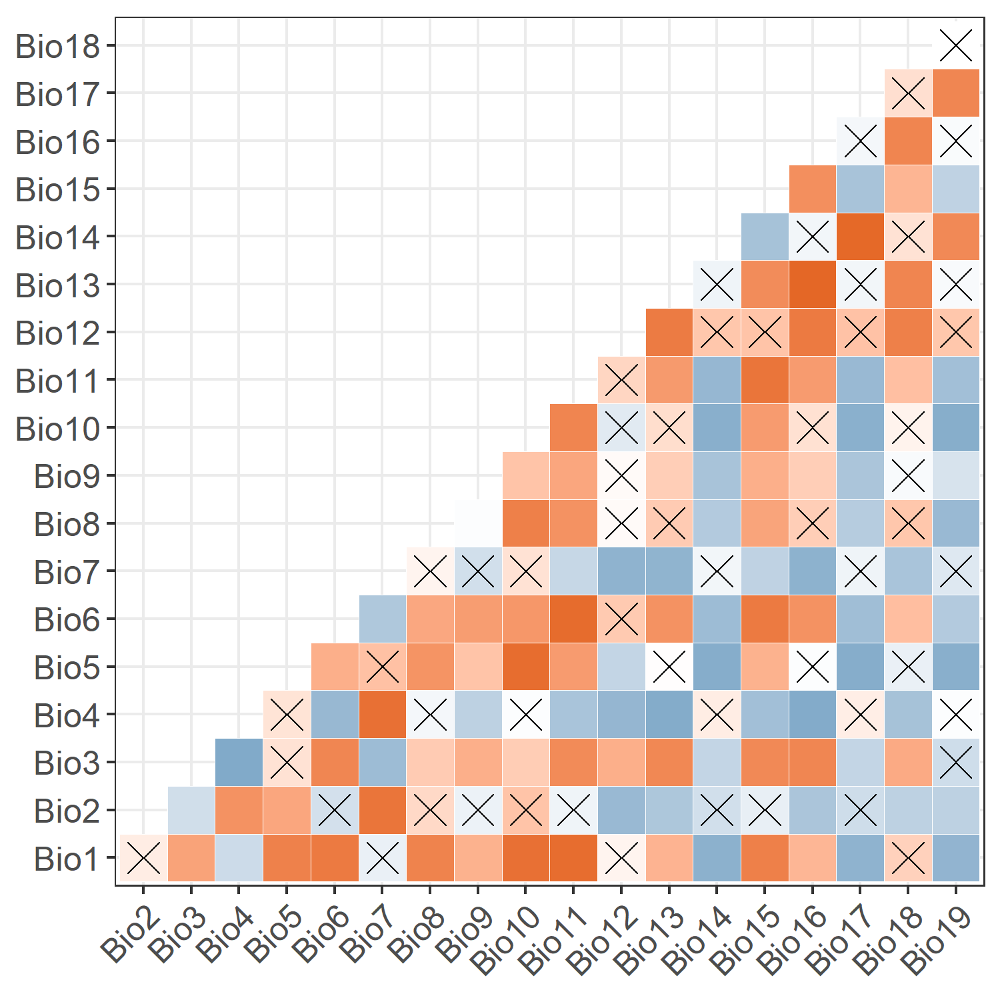 Bio18
Bio17
Bio16
Bio15
Bio14
Bio13
Bio12
Bio11
Bio10
Bio9
Bio8
Bio7
Bio6
Bio5
Bio4
Bio3
Bio2
Bio1
Bio2
Bio3
Bio4
Bio5
Bio6
Bio7
Bio8
Bio9
Bio10
Bio11
Bio12
Bio13
Bio14
Bio15
Bio16
Bio17
Bio18
Bio19